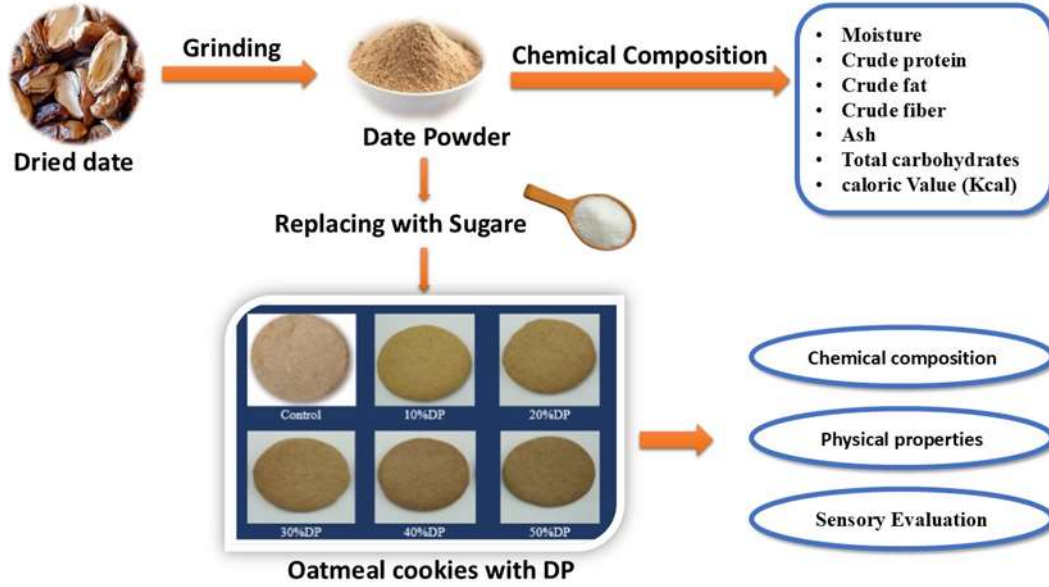 Grinding
Chemical Composition
• Moisture
• Crude protein
• Crude fat
• Crude fiber
• Ash
• Total carbohydrates
• caloric Value (Kcal)
Dried date
Date Powder
Replacing with Sugare
Control
10%DP
20%DP
30%DP
40%DP
50%DP
Oatmeal cookies with DP
Chemical composition
Physical properties
Sensory Evaluation